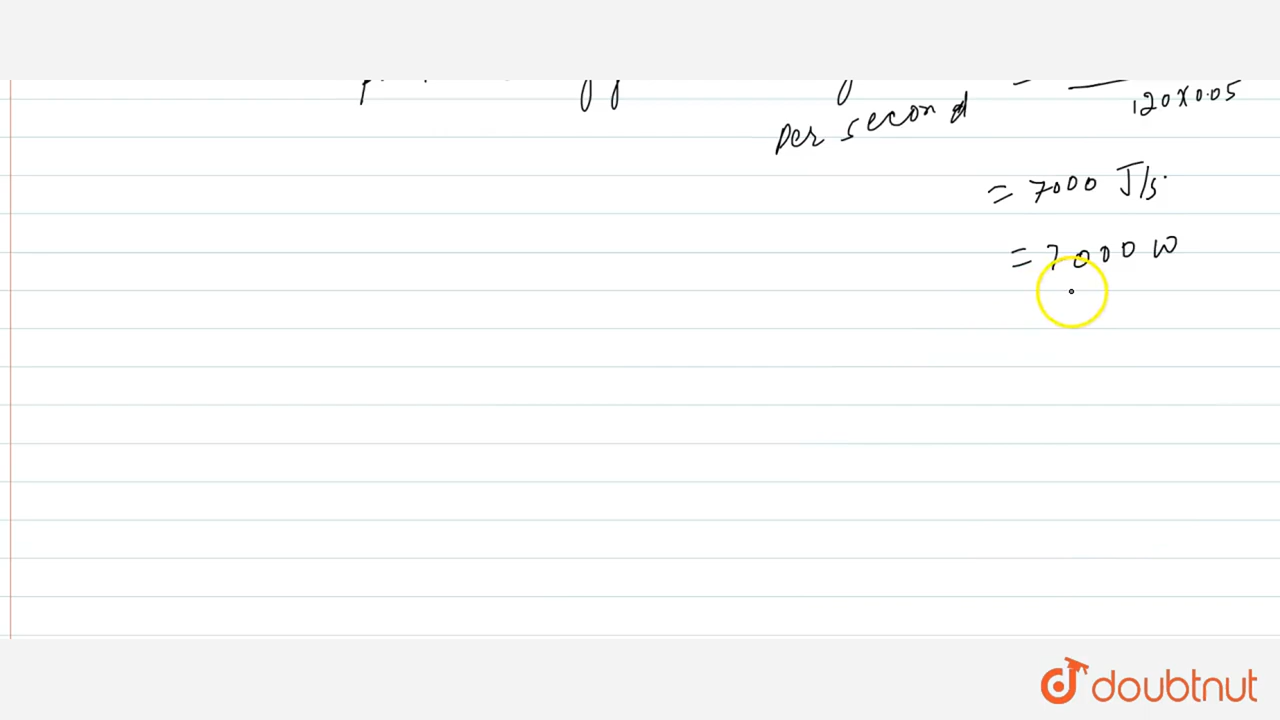 =
120 x 0.05
Per second
= 7000 J/s.
= 7000 W
doubtnut